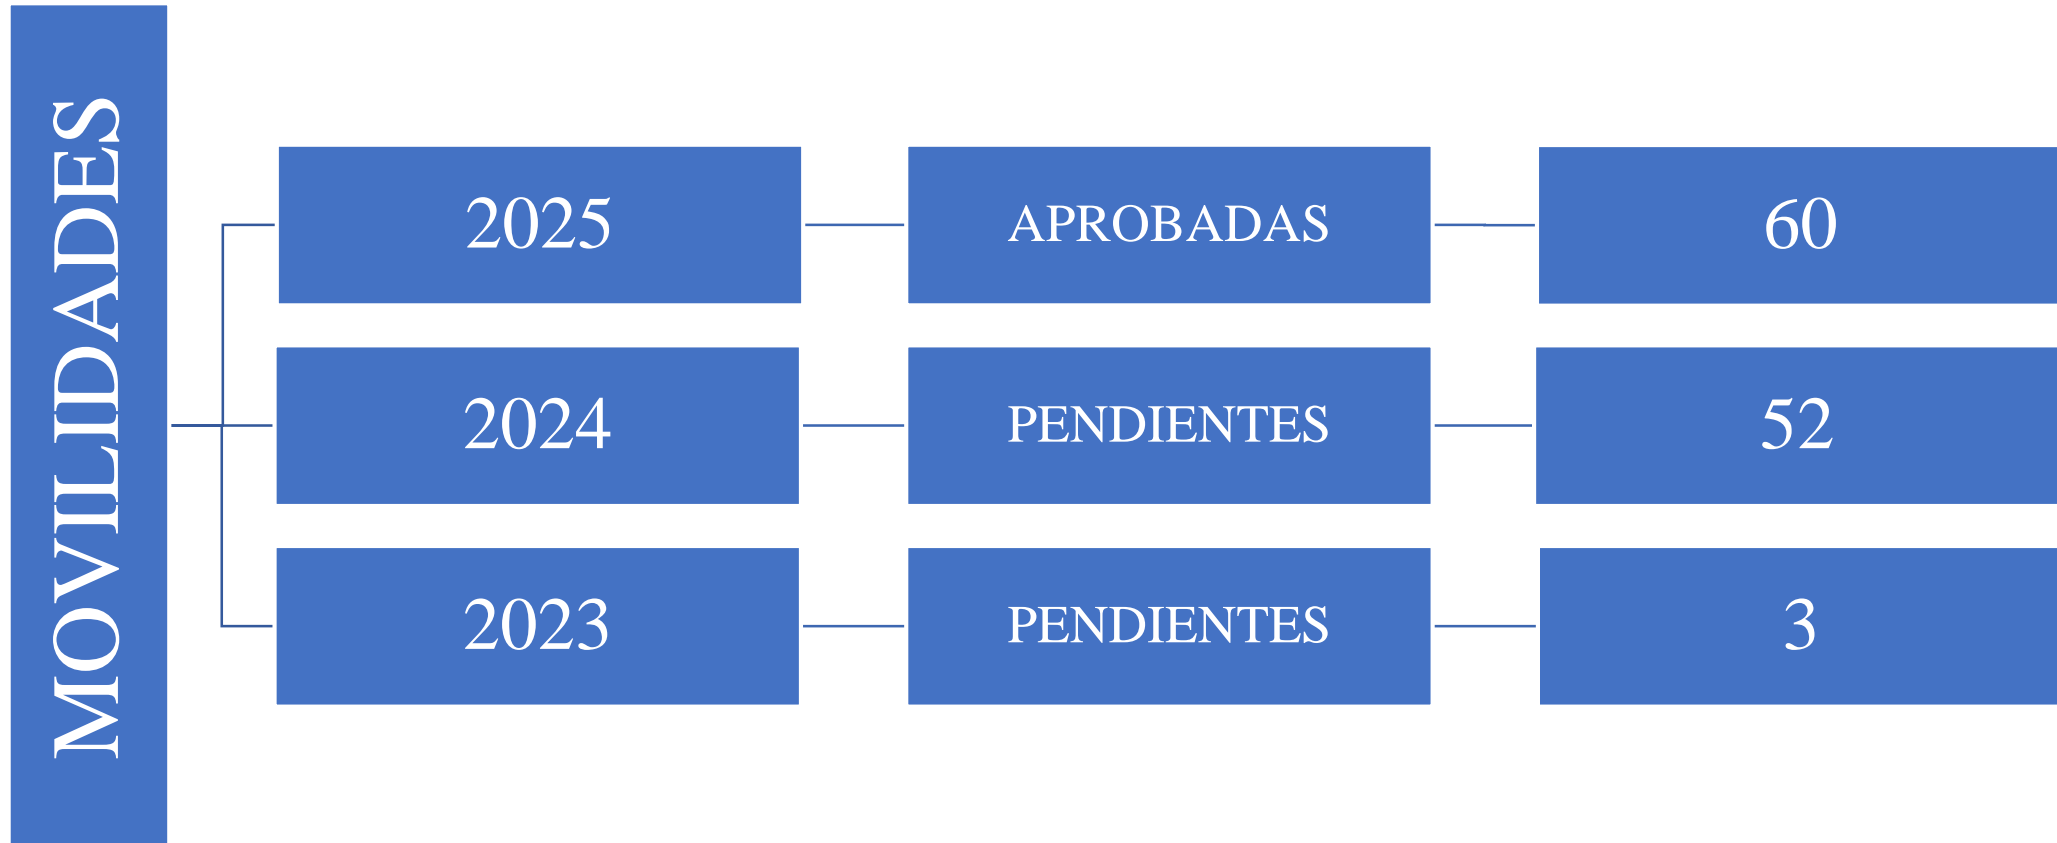 MOVILIDADES
2025 APROBADAS 60
2024 PENDIENTES 52
2023 PENDIENTES 3